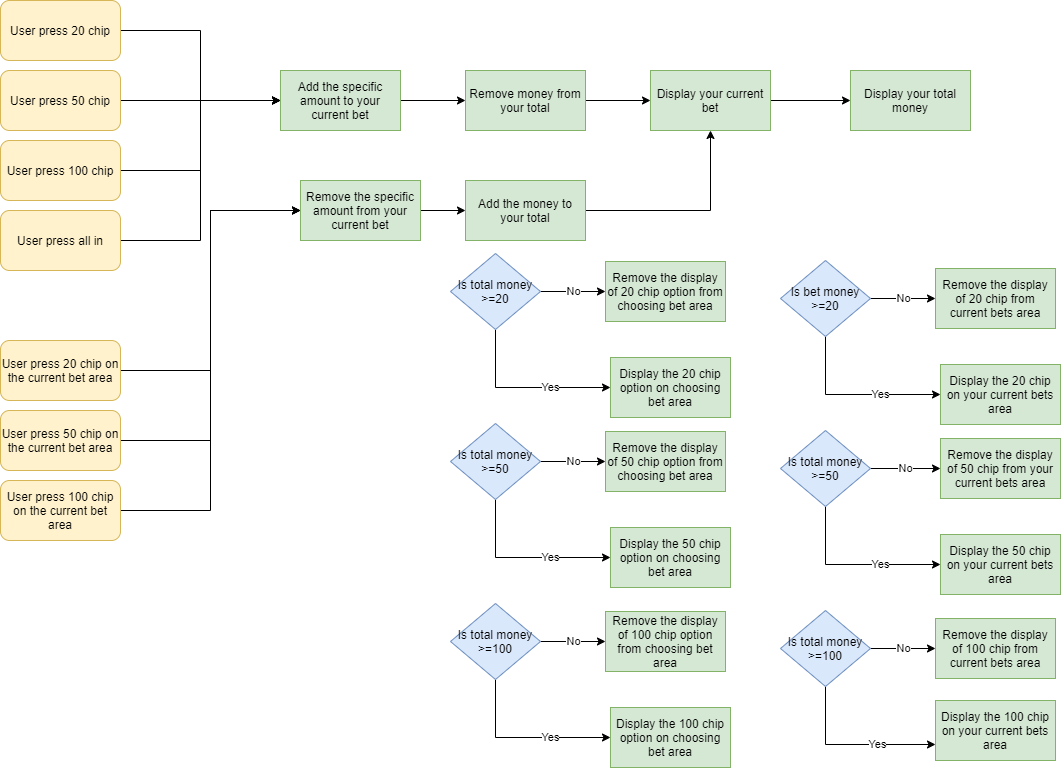 User press 20 chip
User press 50 chip
Add the specific
amount to your
current bet
Remove money from
your total
Display your current
bet
Display your total
money
User press 100 chip
User press all in
Remove the specific
amount from your
current bet
Add the money to
your total
Is total money
>=20
No
Remove the display
of 20 chip option from
choosing bet area
Yes
Display the 20 chip
option on choosing
bet area
Is bet money
>=20
No
Remove the display
of 20 chip from
current bets area
Yes
Display the 20 chip
on your current bets
area
User press 20 chip on
the current bet area
User press 50 chip on
the current bet area
User press 100 chip
on the current bet
area
Is total money
>=50
No
Remove the display
of 50 chip option from
choosing bet area
Yes
Display the 50 chip
option on choosing
bet area
Is total money
>=50
No
Remove the display
of 50 chip from your
current bets area
Yes
Display the 50 chip
on your current bets
area
Is total money
>=100
No
Remove the display
of 100 chip option
from choosing bet
area
Yes
Display the 100 chip
option on choosing
bet area
Is total money
>=100
No
Remove the display
of 100 chip from
current bets area
Yes
Display the 100 chip
on your current bets
area